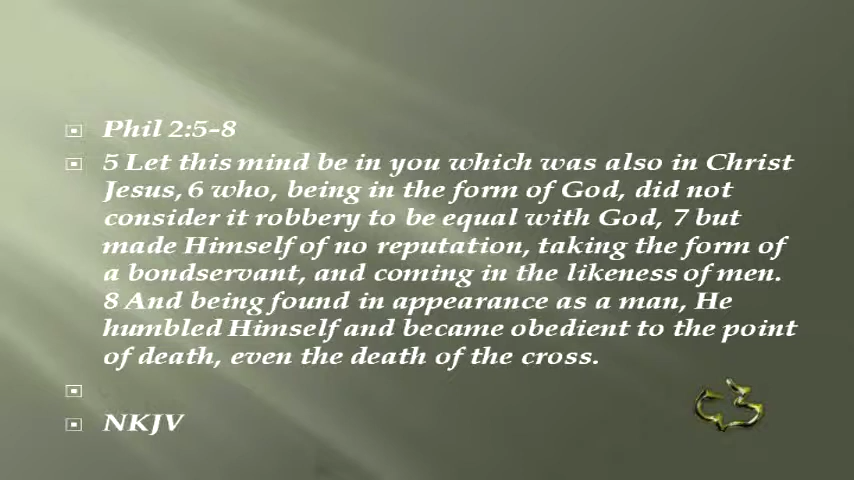 Phil 2:5-8
5 Let this mind be in you which was also in Christ
Jesus, 6 who, being in the form of God, did not
consider it robbery to be equal with God, 7 but
made Himself of no reputation, taking the form of
a bondservant, and coming in the likeness of men.
8 And being found in appearance as a man, He
humbled Himself and became obedient to the point
of death, even the death of the cross.
NKJV